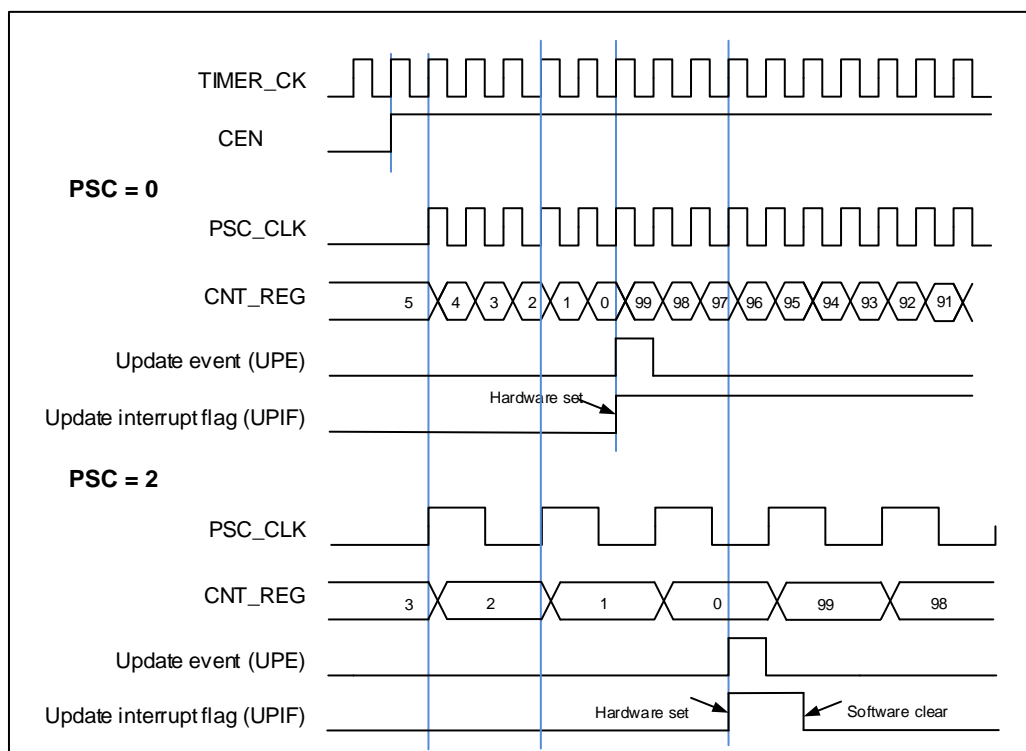 TIMER_CK
CEN
PSC = 0
PSC_CLK
CNT_REG 5 4 3 2 1 0 99 98 97 96 95 94 93 92 91
Update event (UPE)
Hardware set
Update interrupt flag (UPIF)
PSC = 2
PSC_CLK
CNT_REG 3 2 1 0 99 98
Update event (UPE)
Update interrupt flag (UPIF) Hardware set Software clear